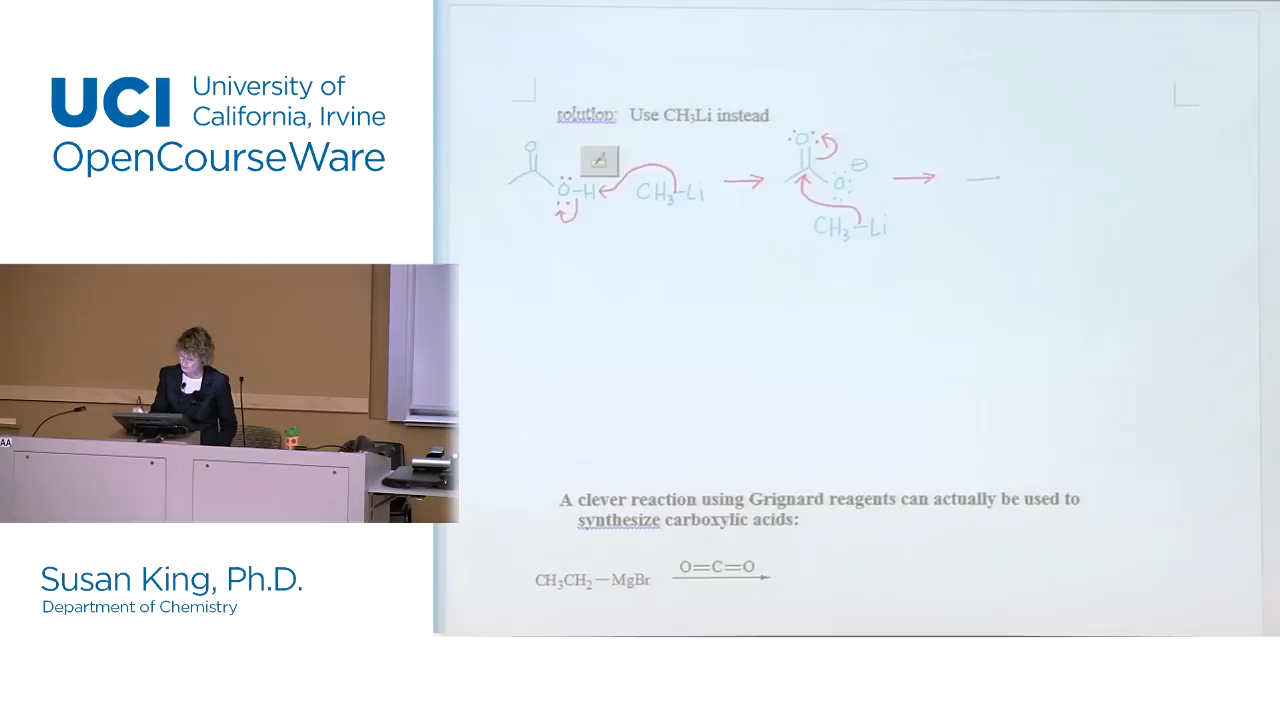 UCI University of
California, Irvine
OpenCourseWare
solution: Use CH₃Li instead
O
O–H CH₃–Li
O
O ⊖
CH₃–Li
A clever reaction using Grignard reagents can actually be used to
synthesize carboxylic acids:
CH₃CH₂—MgBr O=C=O
AA
Susan King, Ph.D.
Department of Chemistry